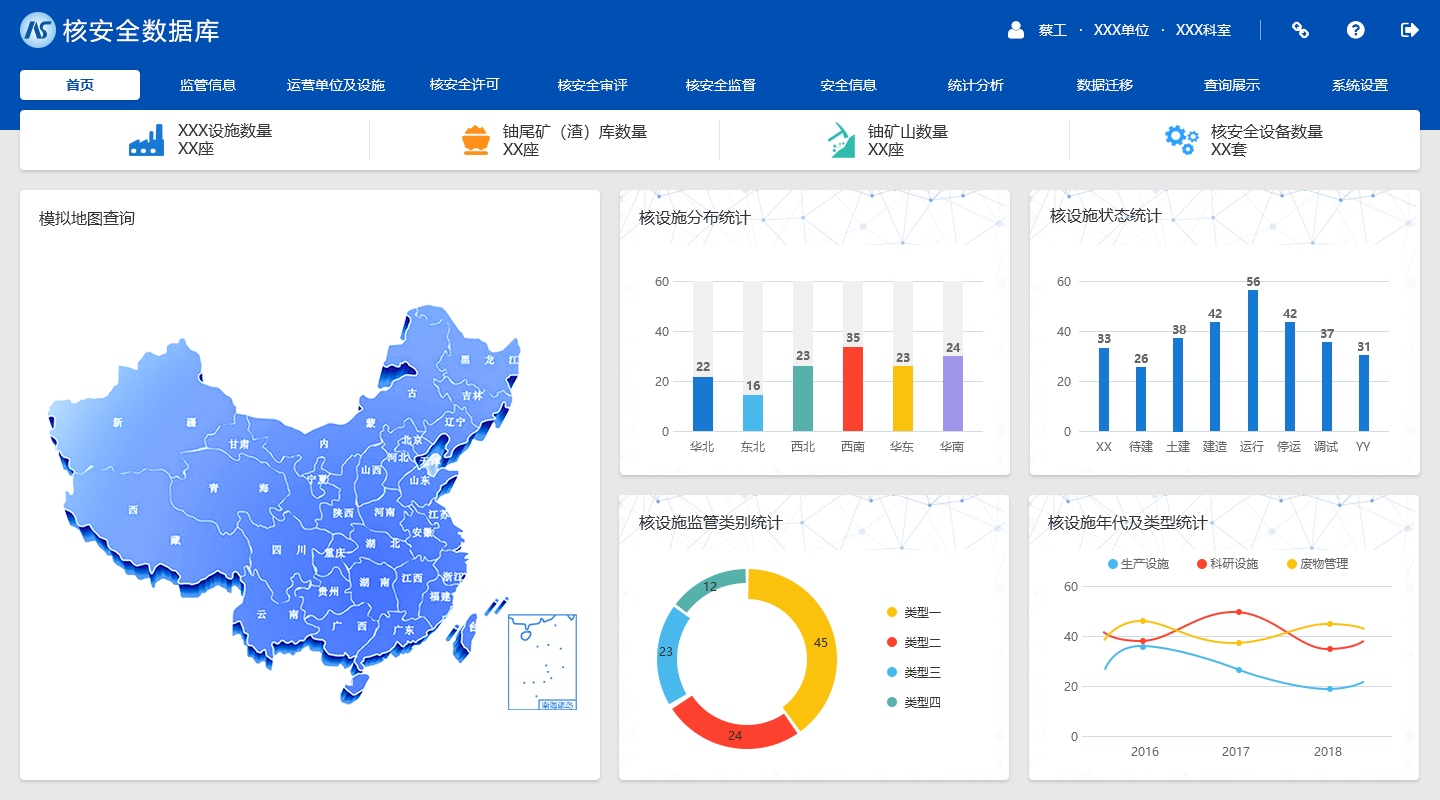 核安全数据库
蔡工 · XXX单位 · XXX科室
首页 监管信息 运营单位及设施 核安全许可 核安全审评 核安全监督 安全信息 统计分析 数据迁移 查询展示 系统设置
XXX设施数量
XX座
铀尾矿（渣）库数量
XX座
铀矿山数量
XX座
核安全设备数量
XX套
模拟地图查询
黑 龙 江
古
吉林
新 疆
蒙
辽宁
甘肃
内
北京
河北
天津
山西
宁夏
山东
青 海
西
陕西
河南
江苏
藏
安徽
四 川
重庆
湖 北
湖 南
江西
浙江
贵州
福建
云 南
广 西
广东
台
南海诸岛
核设施分布统计
60
40
20
0
22
16
23
35
23
24
华北 东北 西北 西南 华东 华南
核设施状态统计
60
40
20
0
33
26
38
42
56
42
37
31
XX 待建 土建 建造 运行 停运 调试 YY
核设施监管类别统计
12
45
23
24
类型一
类型二
类型三
类型四
核设施年代及类型统计
生产设施 科研设施 废物管理
60
40
20
0
2016 2017 2018